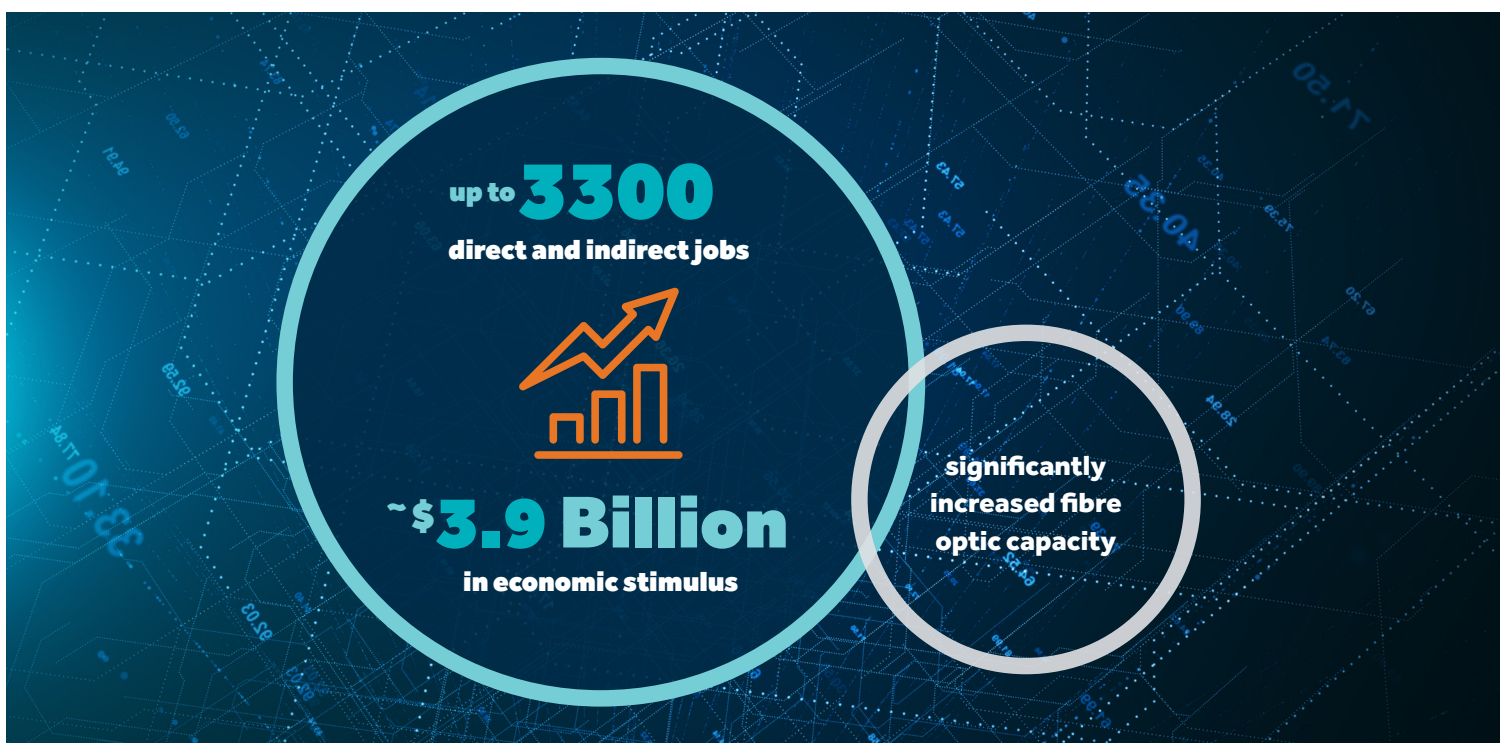 up to 3300
direct and indirect jobs
~$3.9 Billion
in economic stimulus
significantly
increased fibre
optic capacity